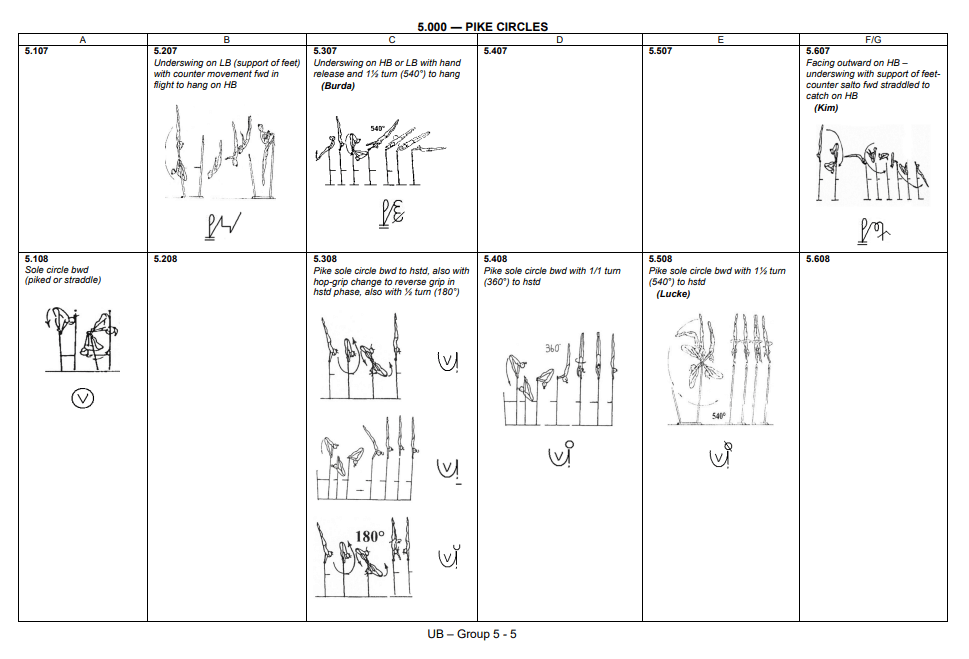 5.000 — PIKE CIRCLES
A B C D E F/G
5.107
5.207
Underswing on LB (support of feet)
with counter movement fwd in
flight to hang on HB
5.307
Underswing on HB or LB with hand
release and 1½ turn (540°) to hang
(Burda)
540°
5.407
5.507
5.607
Facing outward on HB –
underswing with support of feet-
counter salto fwd straddled to
catch on HB
(Kim)
5.108
Sole circle bwd
(piked or straddle)
V
5.208
5.308
Pike sole circle bwd to hstd, also with
hop-grip change to reverse grip in
hstd phase, also with ½ turn (180°)
180°
5.408
Pike sole circle bwd with 1/1 turn
(360°) to hstd
360°
5.508
Pike sole circle bwd with 1½ turn
(540°) to hstd
(Lucke)
540°
5.608
UB – Group 5 - 5